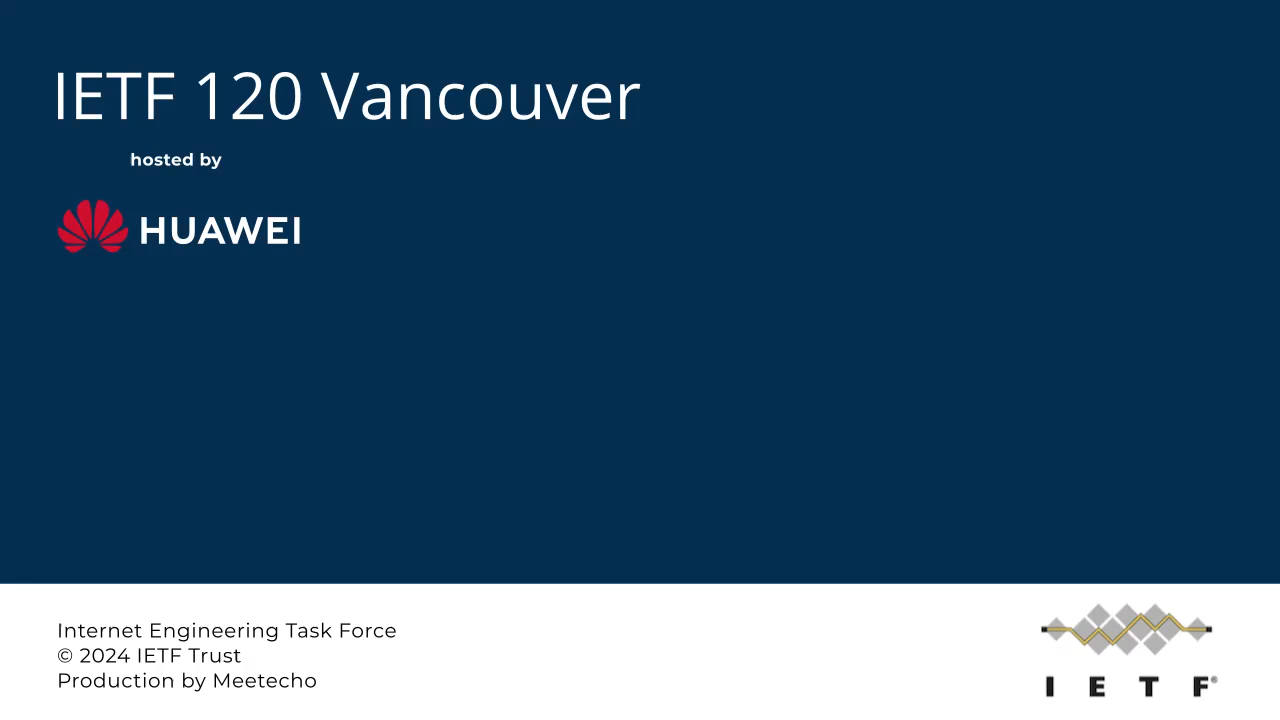 IETF 120 Vancouver
hosted by
HUAWEI
Internet Engineering Task Force
© 2024 IETF Trust
Production by Meetecho
I E T F®